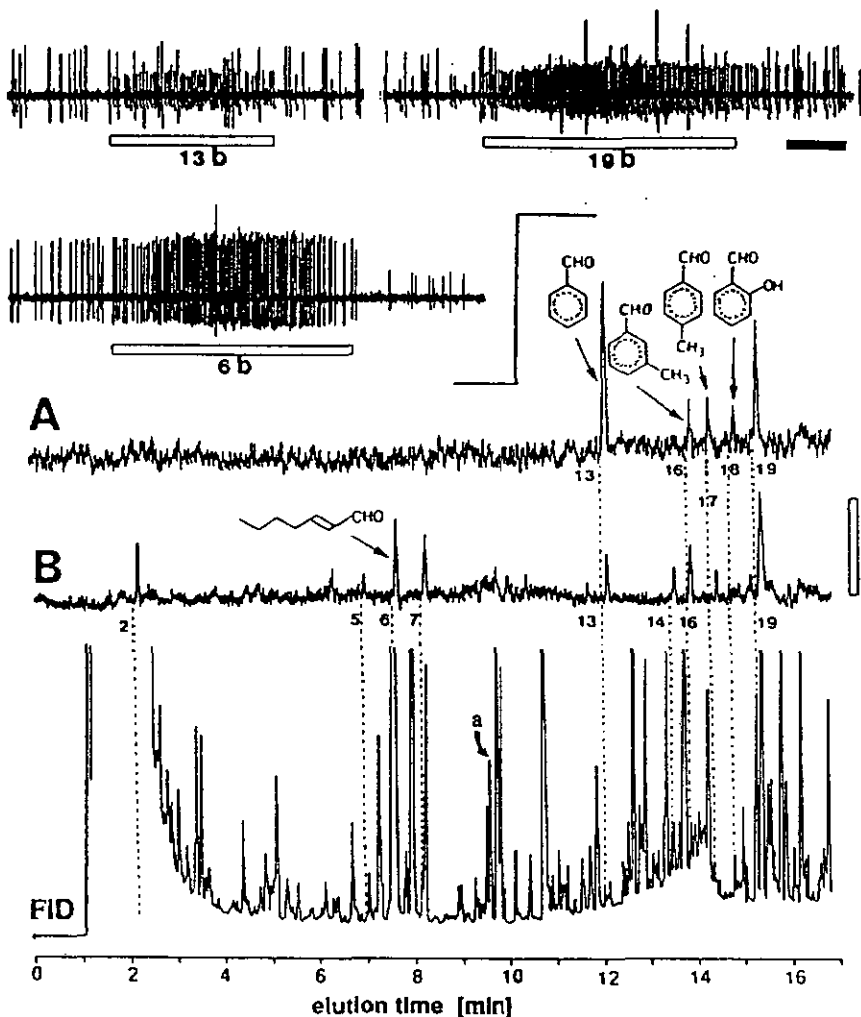 13 b
19 b
6 b
CHO
CHO
CH₃
CHO
CH₃
CHO
OH
A
13
16
17
18
19
CHO
B
2
5
6
7
13
14
16
19
a
FID
0 2 4 6 8 10 12 14 16
elution time [min]